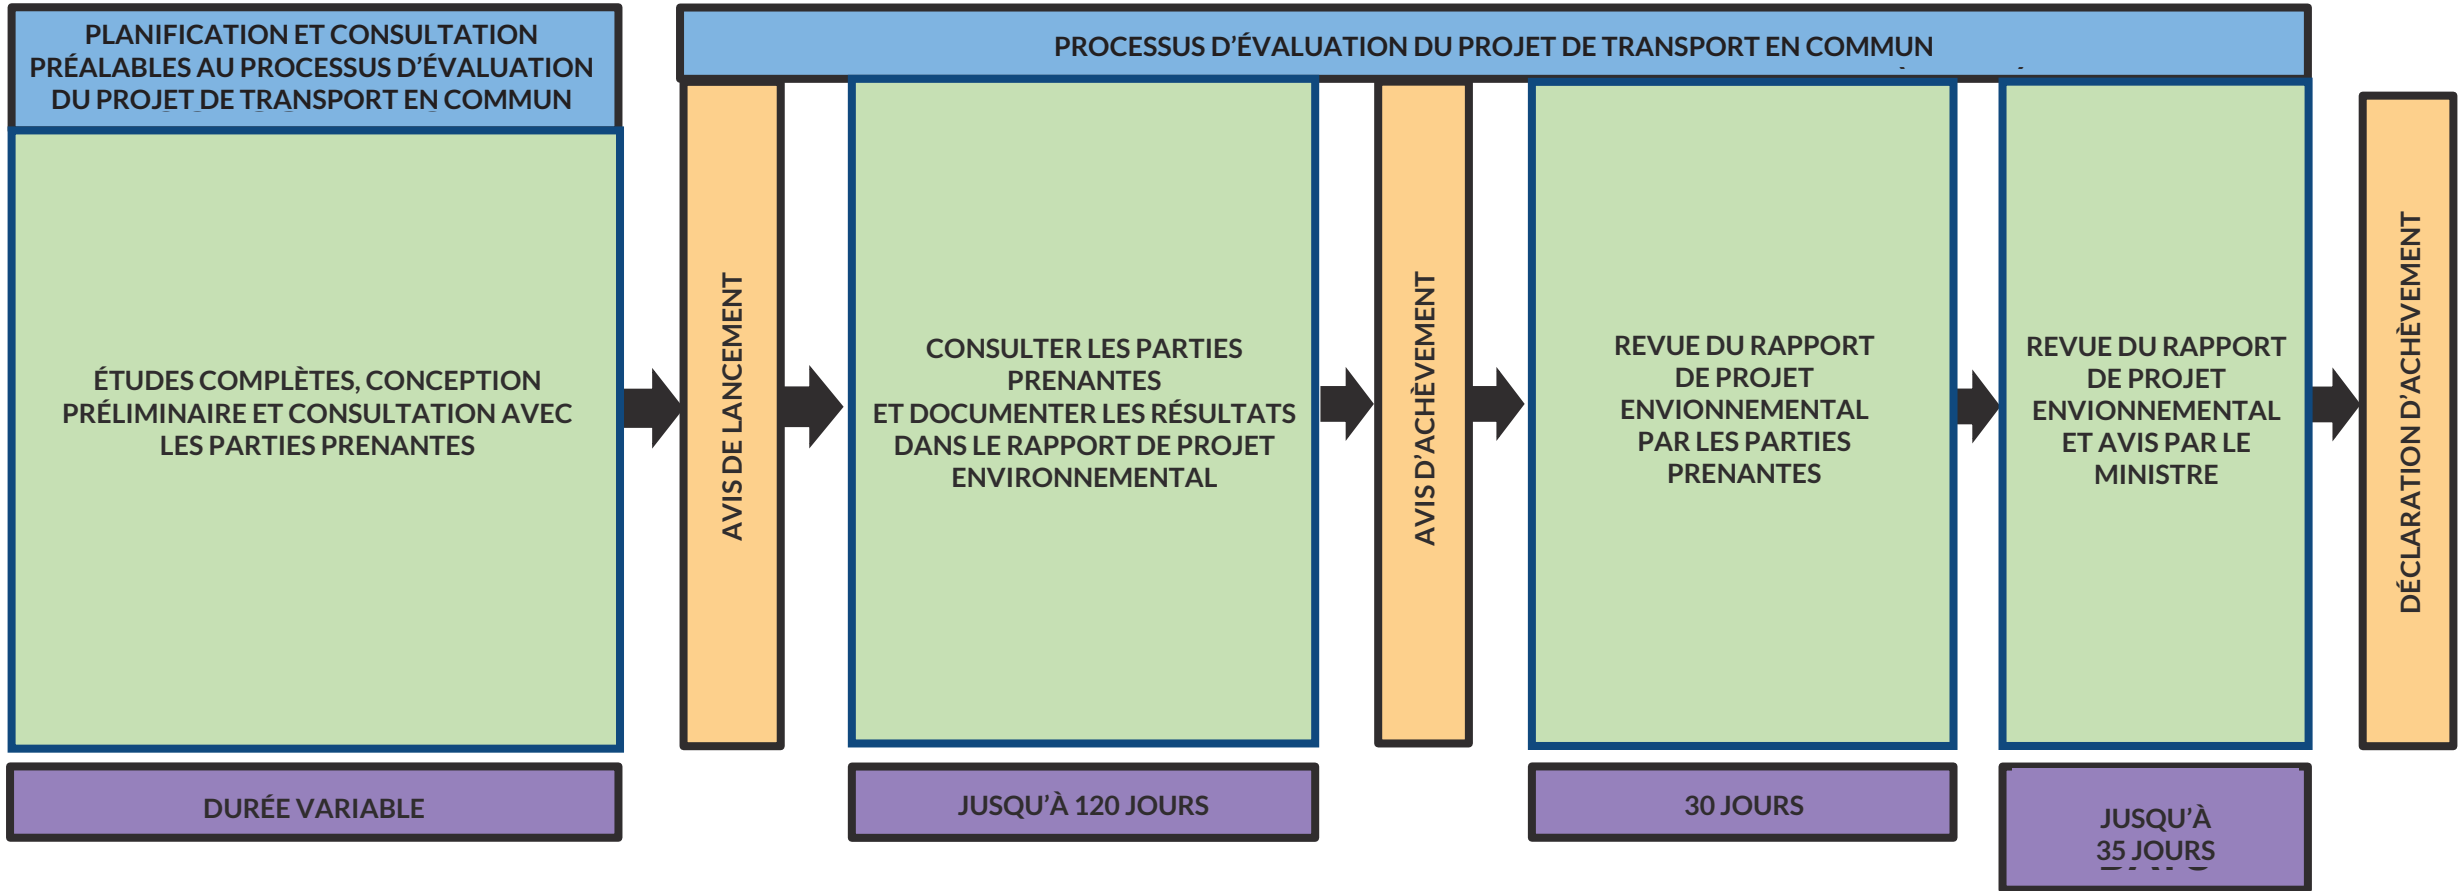 PLANIFICATION ET CONSULTATION
PRÉALABLES AU PROCESSUS D’ÉVALUATION
DU PROJET DE TRANSPORT EN COMMUN
PROCESSUS D’ÉVALUATION DU PROJET DE TRANSPORT EN COMMUN
ÉTUDES COMPLÈTES, CONCEPTION
PRÉLIMINAIRE ET CONSULTATION AVEC
LES PARTIES PRENANTES
AVIS DE LANCEMENT
CONSULTER LES PARTIES
PRENANTES
ET DOCUMENTER LES RÉSULTATS
DANS LE RAPPORT DE PROJET
ENVIRONNEMENTAL
AVIS D’ACHÈVEMENT
REVUE DU RAPPORT
DE PROJET
ENVIONNEMENTAL
PAR LES PARTIES
PRENANTES
REVUE DU RAPPORT
DE PROJET
ENVIONNEMENTAL
ET AVIS PAR LE
MINISTRE
DÉCLARATION D’ACHÈVEMENT
DURÉE VARIABLE
JUSQU’À 120 JOURS
30 JOURS
JUSQU’À
35 JOURS